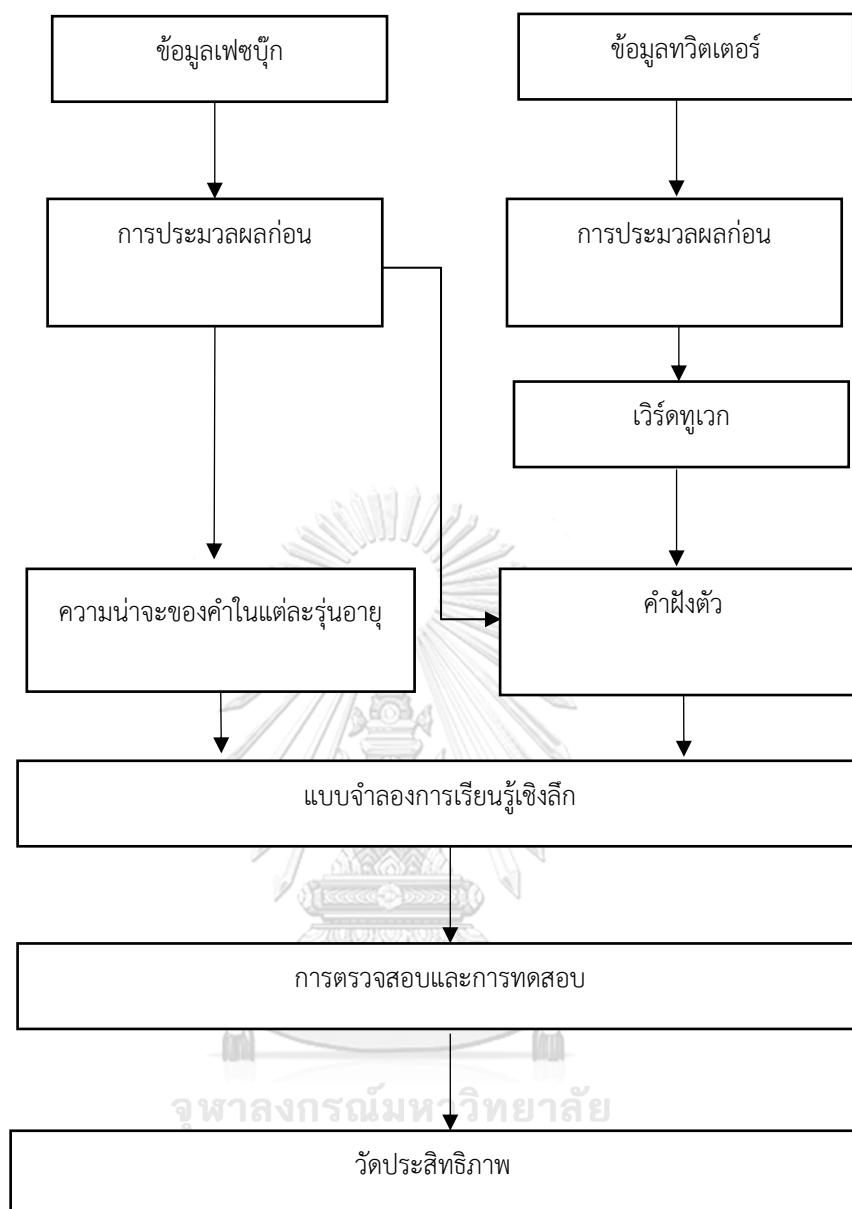 ข้อมูลเฟซบุ๊ก
ข้อมูลทวิตเตอร์
การประมวลผลก่อน
การประมวลผลก่อน
เวิร์ดทูเวก
ความน่าจะของคำในแต่ละรุ่นอายุ
คำฝังตัว
แบบจำลองการเรียนรู้เชิงลึก
การตรวจสอบและการทดสอบ
จุฬาลงกรณ์มหาวิทยาลัย
วัดประสิทธิภาพ